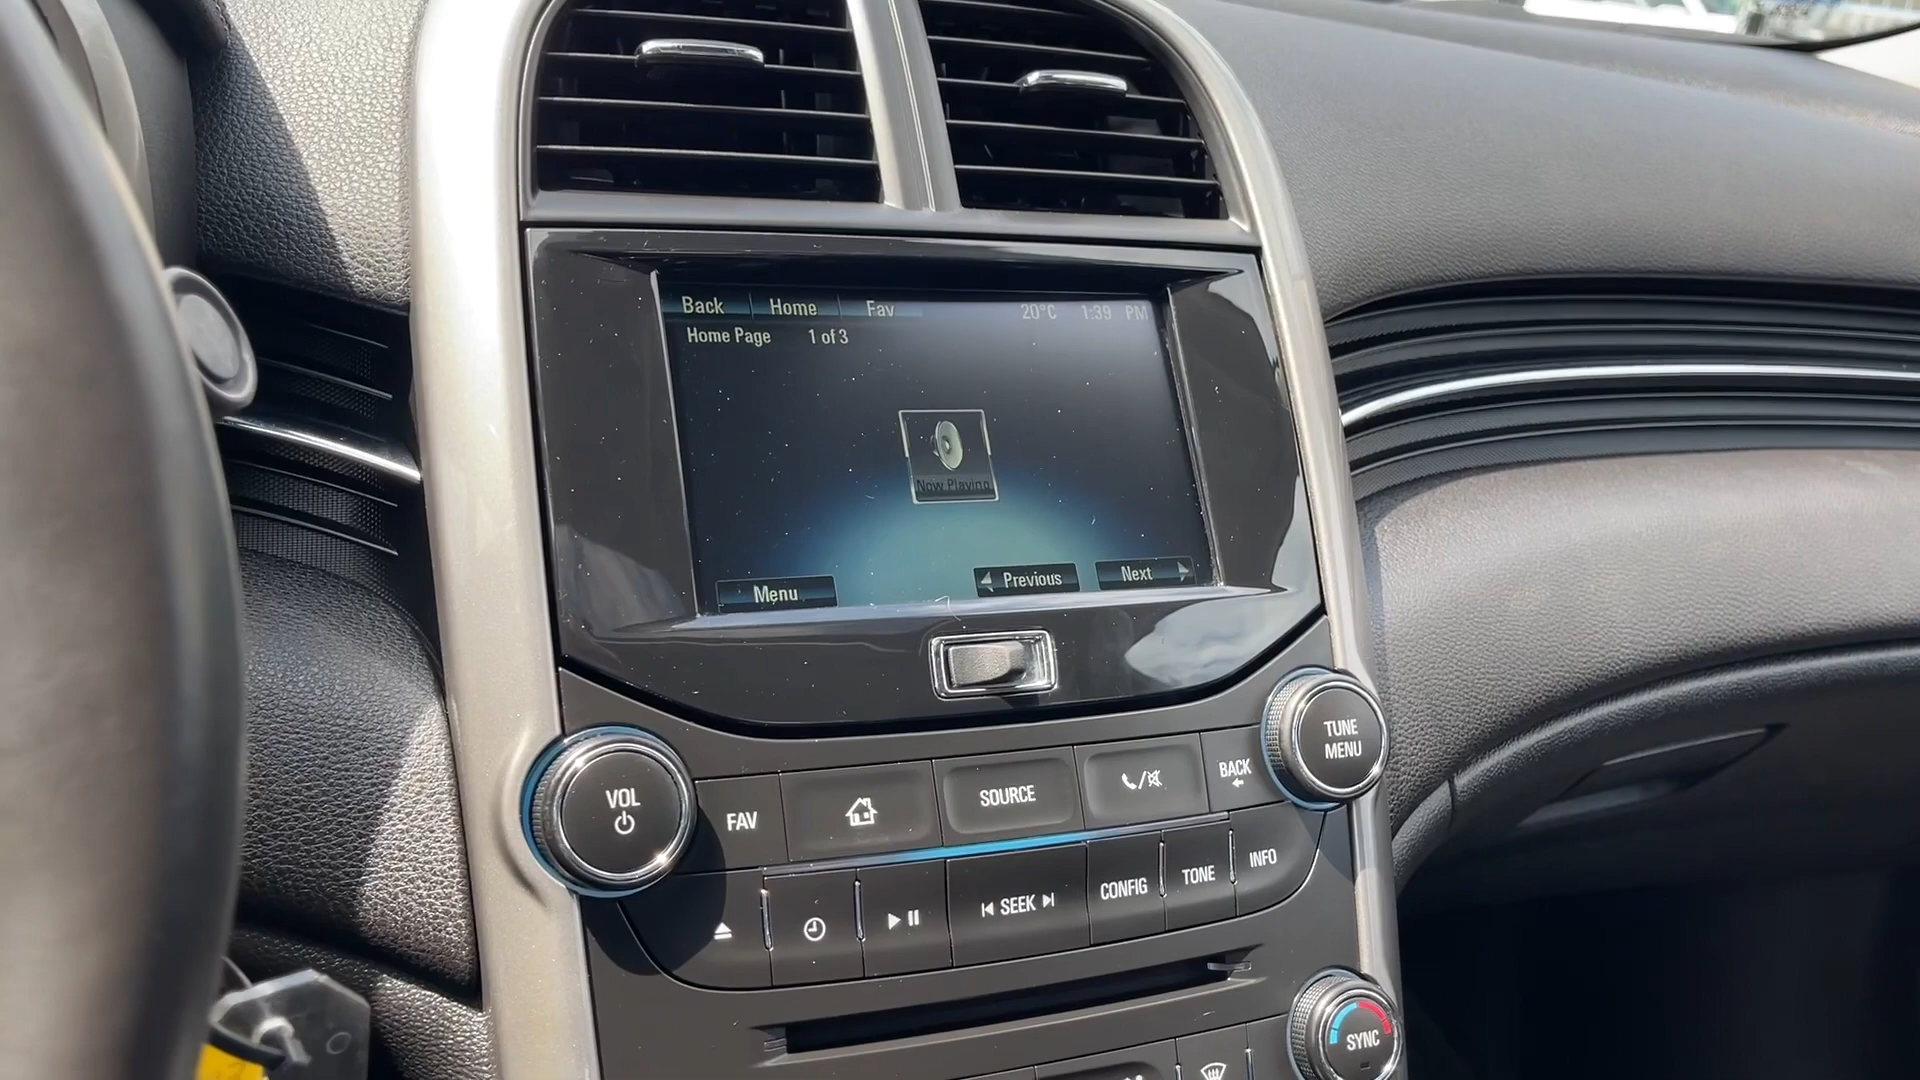 Back Home Fav 20°C 1:39 PM
Home Page 1 of 3
Now Playing
Menu Previous Next
TUNE
MENU
VOL
FAV SOURCE BACK
SEEK CONFIG TONE INFO
SYNC